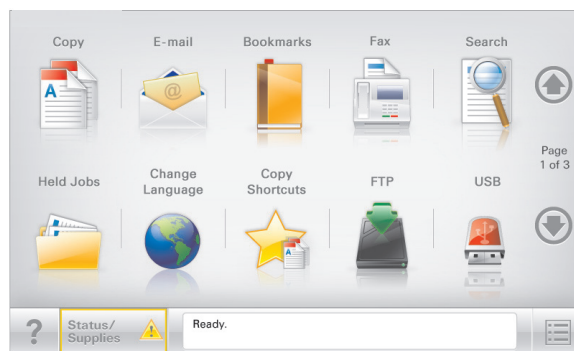 Copy
E-mail
Bookmarks
Fax
Search
A
@
Page
1 of 3
Held Jobs
Change
Language
Copy
Shortcuts
FTP
USB
A
?
Status/
Supplies
!
Ready.